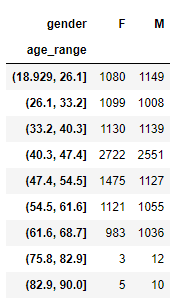 gender F M
age_range
(18.929, 26.1] 1080 1149
(26.1, 33.2] 1099 1008
(33.2, 40.3] 1130 1139
(40.3, 47.4] 2722 2551
(47.4, 54.5] 1475 1127
(54.5, 61.6] 1121 1055
(61.6, 68.7] 983 1036
(75.8, 82.9] 3 12
(82.9, 90.0] 5 10